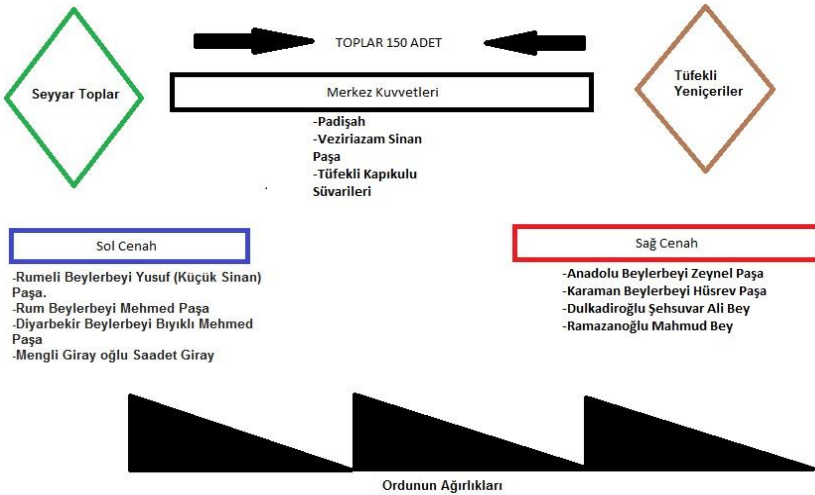 TOPLAR 150 ADET
Seyyar Toplar
Merkez Kuvvetleri
Tüfekli
Yeniçeriler
-Padişah
-Veziriazam Sinan
Paşa
-Tüfekli Kapıkulu
Süvarileri
Sol Cenah
-Rumeli Beylerbeyi Yusuf (Küçük Sinan)
Paşa.
-Rum Beylerbeyi Mehmed Paşa
-Diyarbekir Beylerbeyi Bıyıklı Mehmed
Paşa
-Mengli Giray oğlu Saadet Giray
Sağ Cenah
-Anadolu Beylerbeyi Zeynel Paşa
-Karaman Beylerbeyi Hüsrev Paşa
-Dulkadiroğlu Şehsuvar Ali Bey
-Ramazanoğlu Mahmud Bey
Ordunun Ağırlıkları